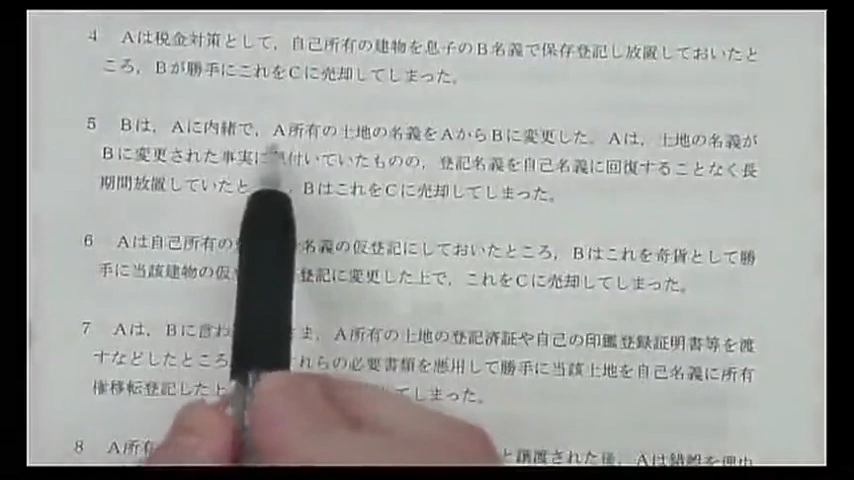 4 Aは税金対策として，自己所有の建物を息子のB名義で保存登記し放置しておいたと
ころ，Bが勝手にこれをCに売却してしまった。
5 Bは，Aに内緒で，A所有の土地の名義をAからBに変更した。Aは，土地の名義が
Bに変更された事実に気付いていたものの，登記名義を自己名義に回復することなく長
期間放置していたと BはこれをCに売却してしまった。
6 Aは自己所有の 名義の仮登記にしておいたところ，Bはこれを奇貨として勝
手に当該建物の仮 登記に変更した上で，これをCに売却してしまった。
7 Aは，Bに言わ ま，A所有の土地の登記済証や自己の印鑑登録証明書等を渡
すなどしたところ れらの必要書類を悪用して勝手に当該土地を自己名義に所有
権移転登記した上 てしまった。
8 A所有 と譲渡された後，Aは錯誤を理由